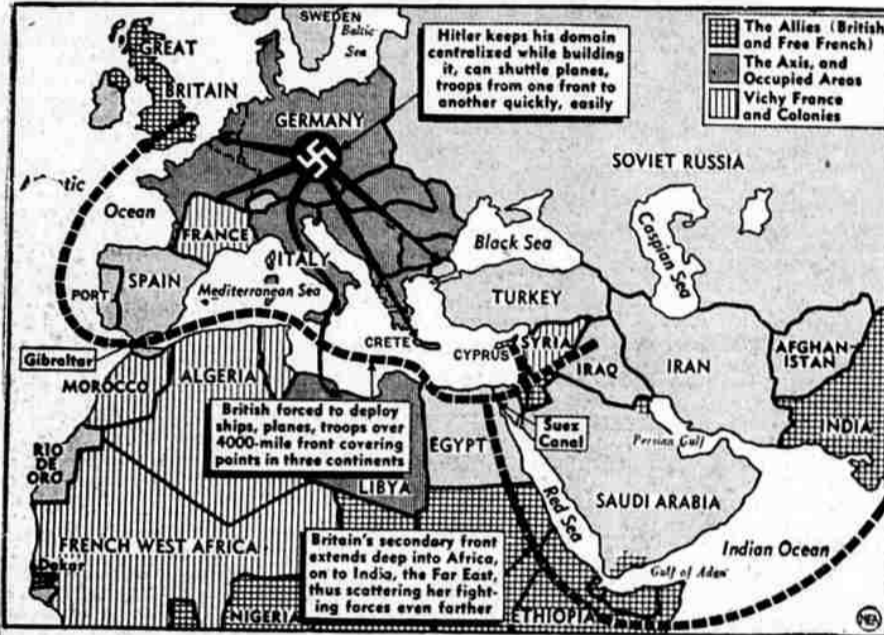 SWEDEN
Baltic
Sea
GREAT
BRITAIN
Hitler keeps his domain
centralized while building
it, can shuttle planes,
troops from one front to
another quickly, easily
The Allies (British
and Free French)
The Axis, and
Occupied Areas
Vichy France
and Colonies
GERMANY
SOVIET RUSSIA
Atlantic
Ocean
FRANCE
ITALY
Black Sea
Caspian Sea
SPAIN
PORT.
Mediterranean Sea
TURKEY
CRETE
CYPRUS
SYRIA
IRAQ
IRAN
AFGHAN-
ISTAN
Gibraltar
MOROCCO
ALGERIA
British forced to deploy
ships, planes, troops over
4000-mile front covering
points in three continents
Suez
Canal
Persian Gulf
INDIA
EGYPT
RIO
DE
ORO
LIBYA
Red Sea
SAUDI ARABIA
FRENCH WEST AFRICA
Dakar
Britain's secondary front
extends deep into Africa,
on to India, the Far East,
thus scattering her fight-
ing forces even farther
Indian Ocean
Gulf of Aden
NIGERIA
ETHIOPIA
NEA